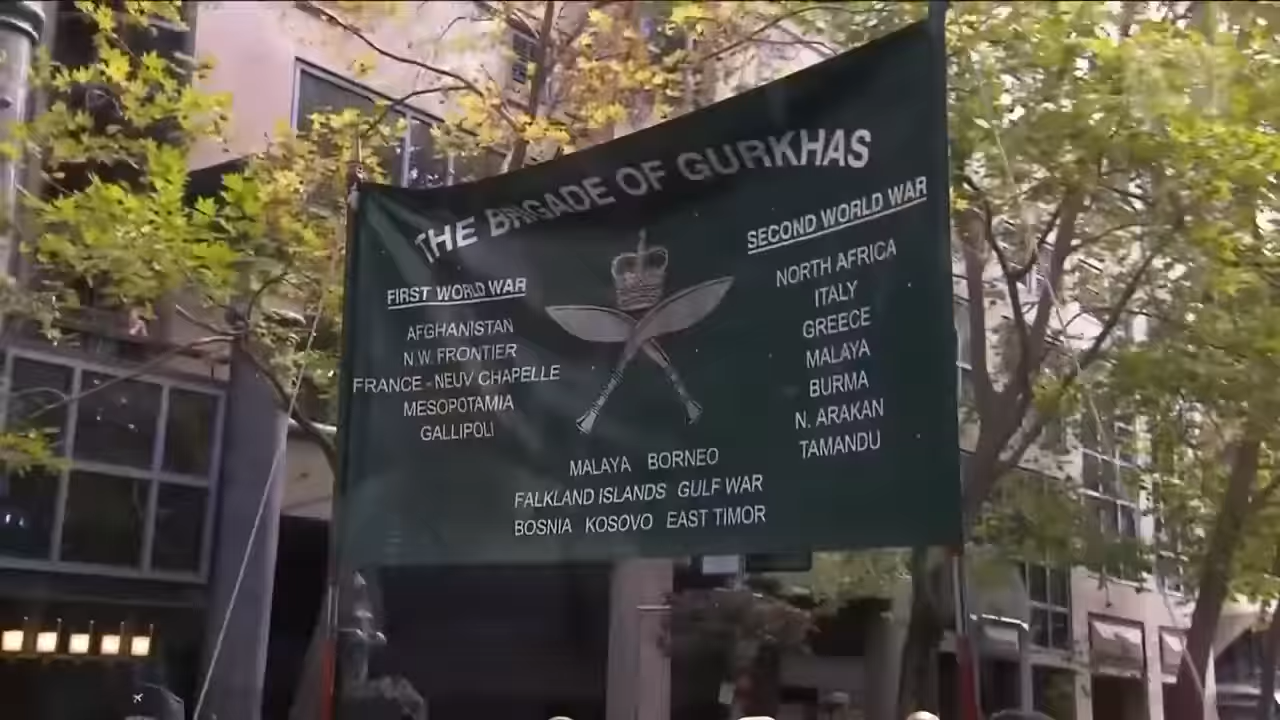 THE BRIGADE OF GURKHAS
FIRST WORLD WAR
AFGHANISTAN
N.W. FRONTIER
FRANCE - NEUV CHAPELLE
MESOPOTAMIA
GALLIPOLI
SECOND WORLD WAR
NORTH AFRICA
ITALY
GREECE
MALAYA
BURMA
N. ARAKAN
TAMANDU
MALAYA BORNEO
FALKLAND ISLANDS GULF WAR
BOSNIA KOSOVO EAST TIMOR